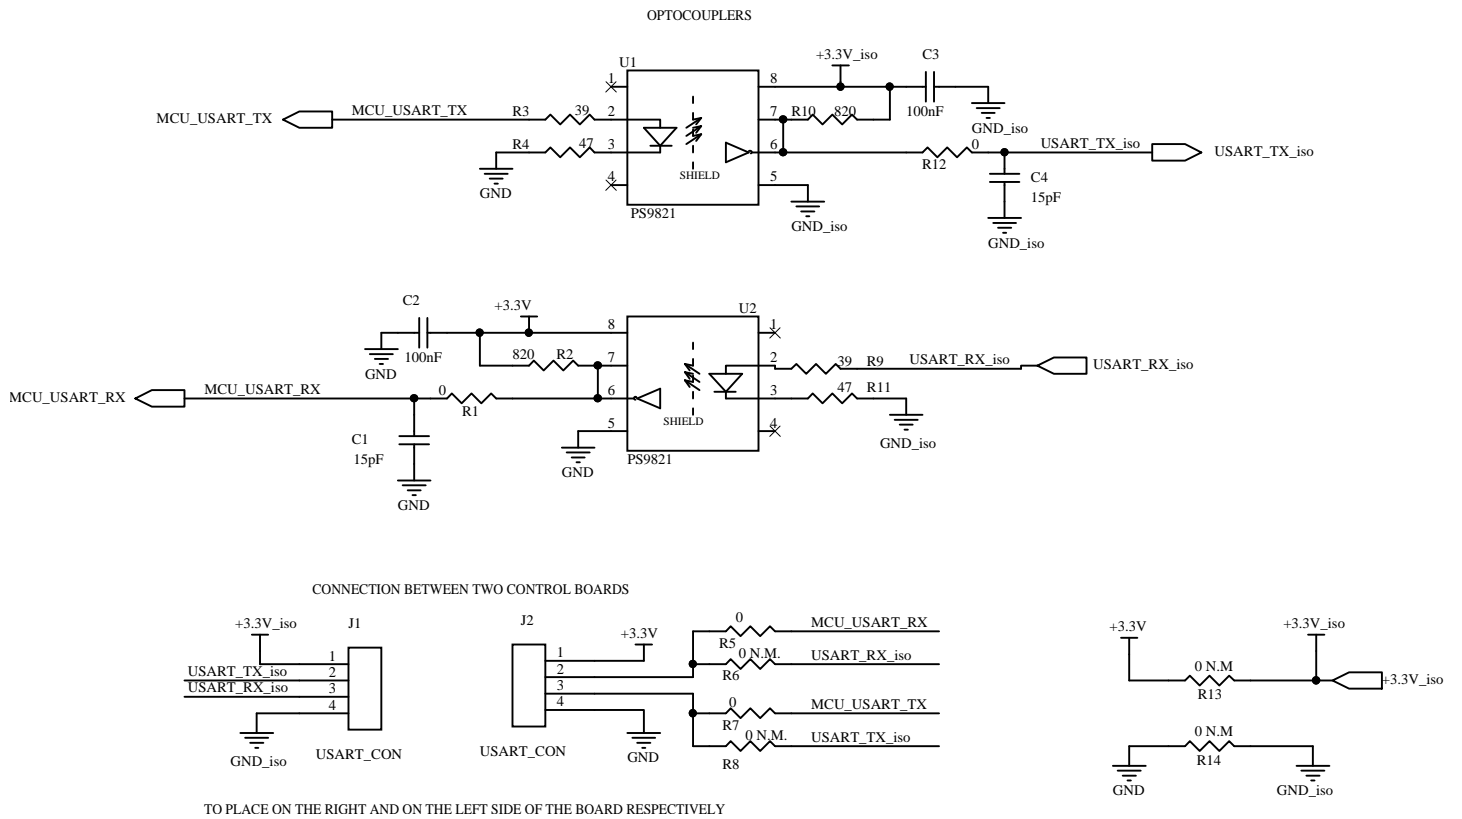 OPTOCOUPLERS
U1
+3.3V_iso
C3
1
8
100nF
GND_iso
MCU_USART_TX
MCU_USART_TX
R3
39
2
7
R10
820
R4
47
3
6
R12
0
USART_TX_iso
USART_TX_iso
GND
4
SHIELD
5
C4
15pF
PS9821
GND_iso
GND_iso
C2
+3.3V
U2
100nF
GND
8
1
820
R2
7
2
39
R9
USART_RX_iso
USART_RX_iso
MCU_USART_RX
MCU_USART_RX
0
R1
6
3
47
R11
C1
15pF
GND
5
SHIELD
4
GND_iso
GND
PS9821
CONNECTION BETWEEN TWO CONTROL BOARDS
+3.3V_iso
J1
1
USART_TX_iso
2
USART_RX_iso
3
4
GND_iso
USART_CON
J2
+3.3V
1
2
3
4
USART_CON
GND
0
R5
MCU_USART_RX
0 N.M.
R6
USART_RX_iso
0
R7
MCU_USART_TX
0 N.M.
R8
USART_TX_iso
+3.3V
+3.3V_iso
0 N.M
R13
+3.3V_iso
0 N.M
R14
GND
GND_iso
TO PLACE ON THE RIGHT AND ON THE LEFT SIDE OF THE BOARD RESPECTIVELY